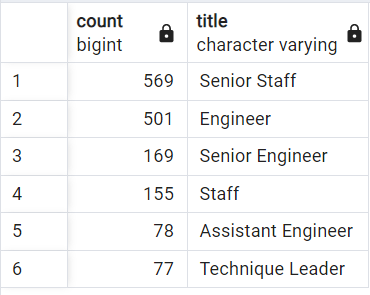 count title
bigint character varying
1 569 Senior Staff
2 501 Engineer
3 169 Senior Engineer
4 155 Staff
5 78 Assistant Engineer
6 77 Technique Leader